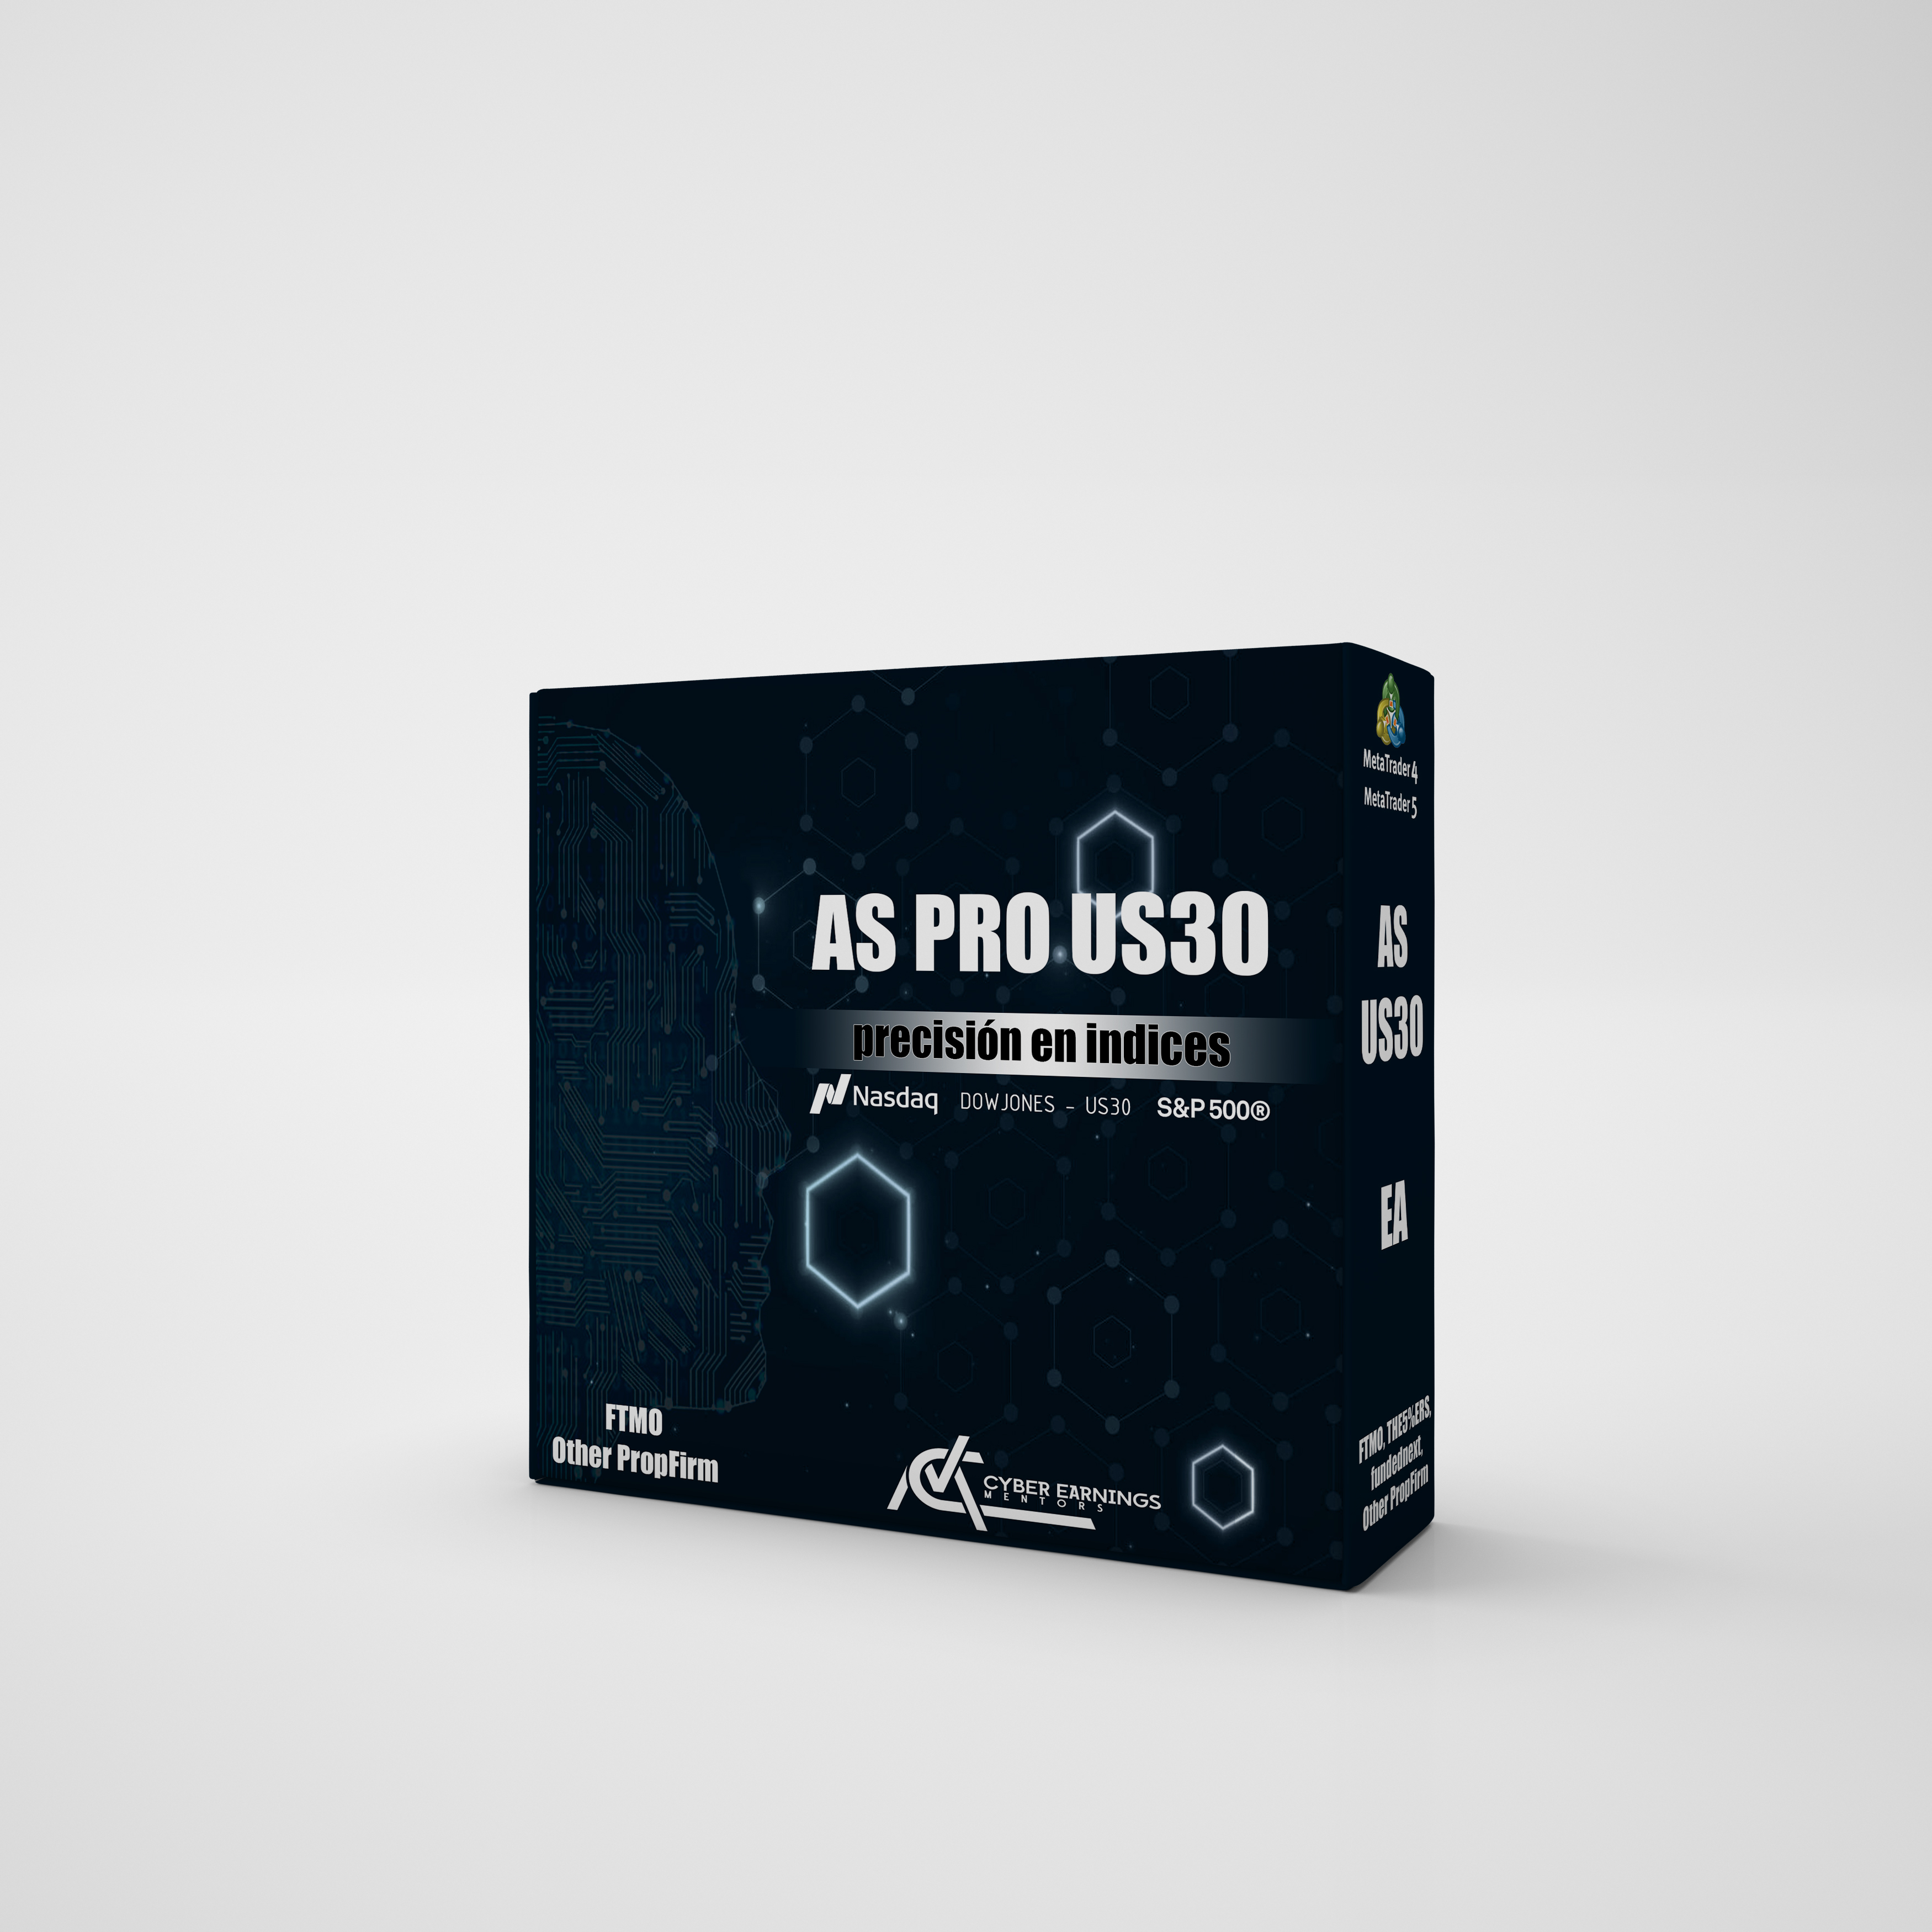 AS PRO US30
precisión en indices
Nasdaq DOWJONES - US30 S&P 500®
FTMO
Other PropFirm
CYBER EARNINGS
MENTORS
MetaTrader 4
MetaTrader 5
AS
US30
EA
FTMO, THE5%ERS,
fundednext,
Other PropFirm